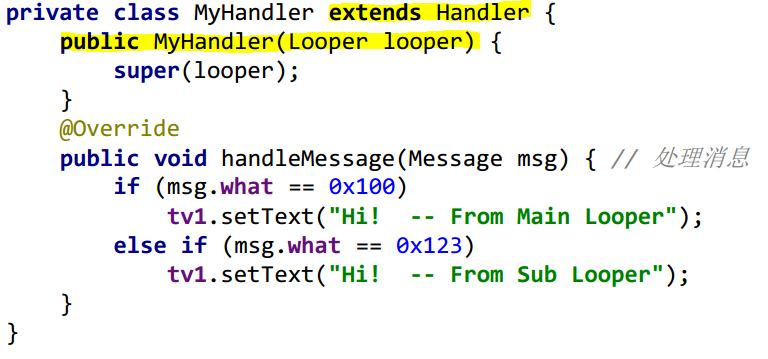 private class MyHandler extends Handler {
    public MyHandler(Looper looper) {
        super(looper);
    }
    @Override
    public void handleMessage(Message msg) { // 处理消息
        if (msg.what == 0x100)
            tv1.setText("Hi!  -- From Main Looper");
        else if (msg.what == 0x123)
            tv1.setText("Hi!  -- From Sub Looper");
    }
}